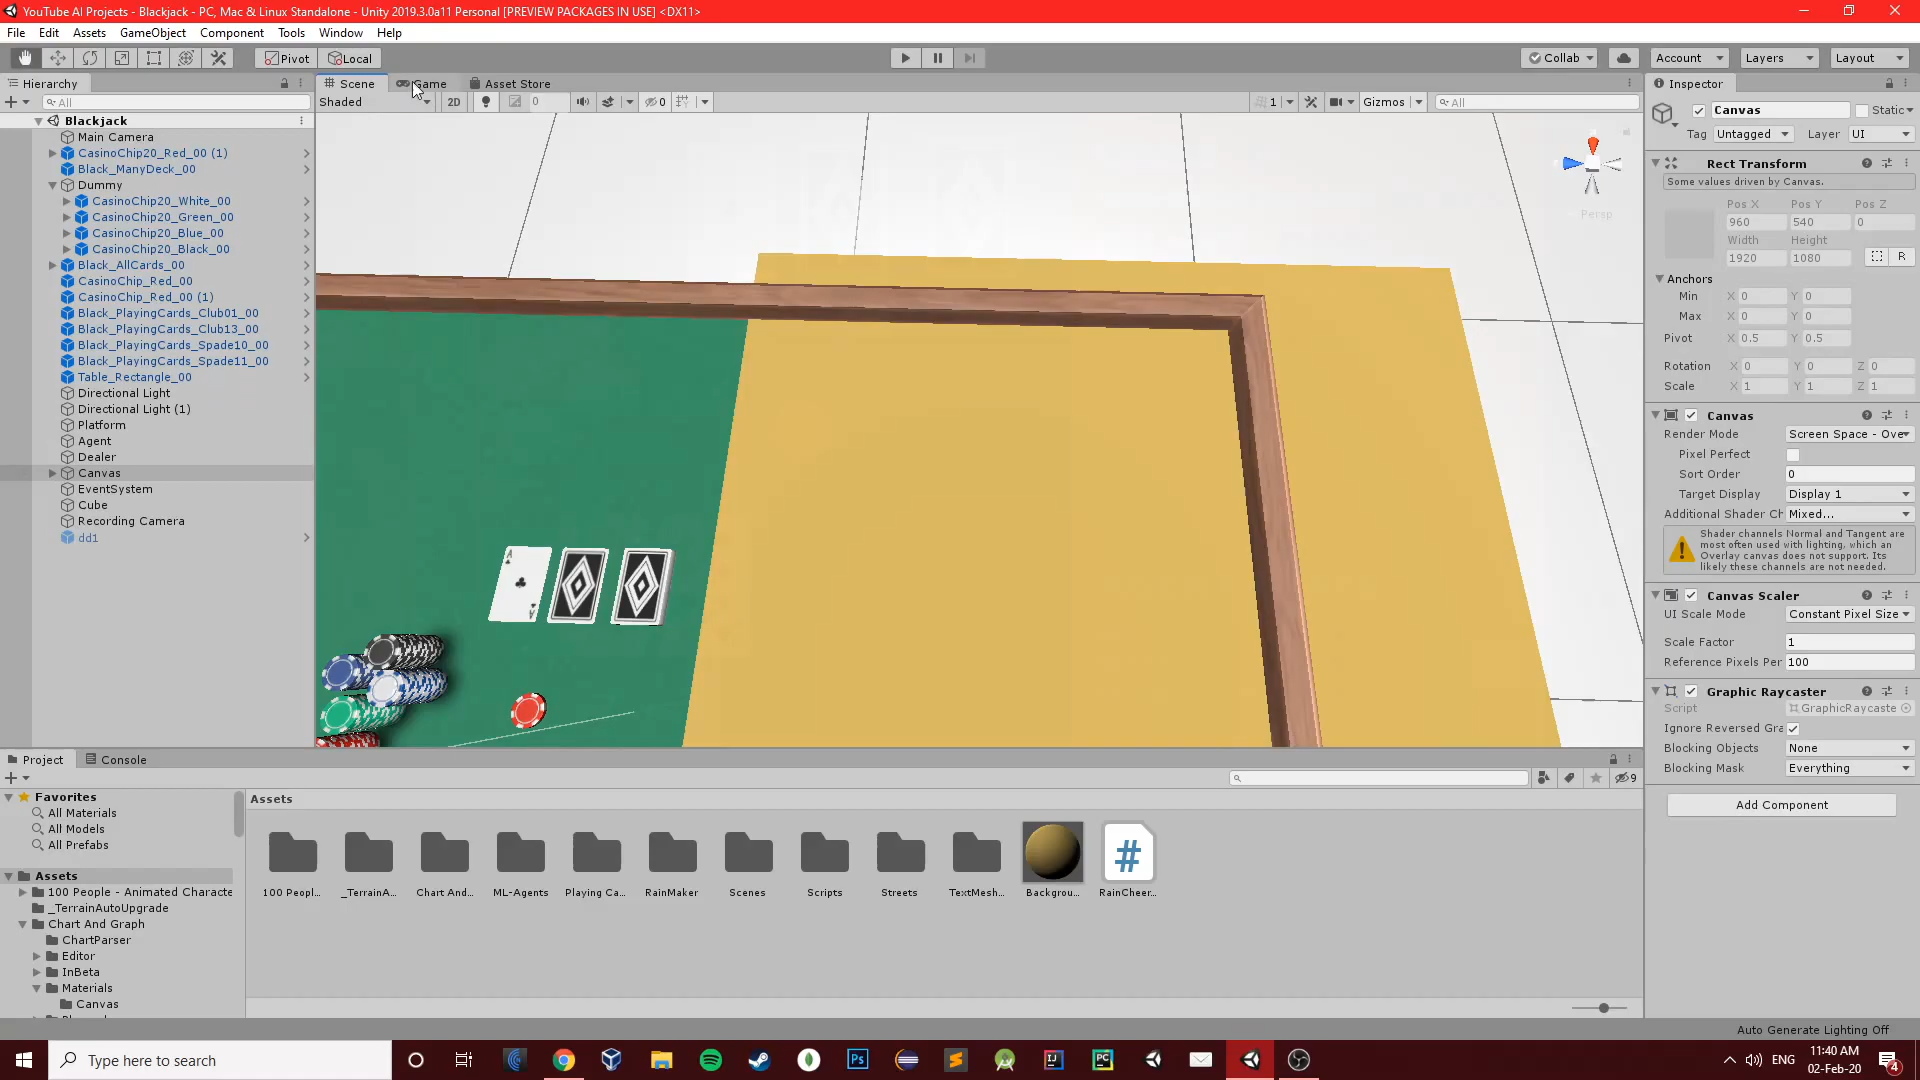 YouTube AI Projects - Blackjack - PC, Mac & Linux Standalone - Unity 2019.3.0a11 Personal [PREVIEW PACKAGES IN USE] <DX11>
File Edit Assets GameObject Component Tools Window Help
Pivot Local Collab Account Layers Layout
Hierarchy
All
Blackjack
Main Camera
CasinoChip20_Red_00 (1)
Black_ManyDeck_00
Dummy
CasinoChip20_White_00
CasinoChip20_Green_00
CasinoChip20_Blue_00
CasinoChip20_Black_00
Black_AllCards_00
CasinoChip_Red_00
CasinoChip_Red_00 (1)
Black_PlayingCards_Club01_00
Black_PlayingCards_Club13_00
Black_PlayingCards_Spade10_00
Black_PlayingCards_Spade11_00
Table_Rectangle_00
Directional Light
Directional Light (1)
Platform
Agent
Dealer
Canvas
EventSystem
Cube
Recording Camera
dd1
Scene Game Asset Store
Shaded 2D 0 0 1 Gizmos All
Persp
A
Inspector
Canvas Static
Tag Untagged Layer UI
Rect Transform
Some values driven by Canvas.
Pos X Pos Y Pos Z
960 540 0
Width Height
1920 1080 R
Anchors
Min X 0 Y 0
Max X 0 Y 0
Pivot X 0.5 Y 0.5
Rotation X 0 Y 0 Z 0
Scale X 1 Y 1 Z 1
Canvas
Render Mode Screen Space - Ove
Pixel Perfect
Sort Order 0
Target Display Display 1
Additional Shader Ch Mixed...
Shader channels Normal and Tangent are
most often used with lighting, which an
Overlay canvas does not support. Its
likely these channels are not needed.
Canvas Scaler
UI Scale Mode Constant Pixel Size
Scale Factor 1
Reference Pixels Per 100
Graphic Raycaster
Script GraphicRaycaste
Ignore Reversed Gra
Blocking Objects None
Blocking Mask Everything
Add Component
Project Console
9
Favorites
All Materials
All Models
All Prefabs
Assets
100 People - Animated Characte
_TerrainAutoUpgrade
Chart And Graph
ChartParser
Editor
InBeta
Materials
Canvas
Assets
100 Peopl... _TerrainA... Chart And... ML-Agents Playing Ca... RainMaker Scenes Scripts Streets TextMesh... Backgrou... RainCheer...
#
Auto Generate Lighting Off
Type here to search
Ps IJ PC
ENG
11:40 AM
02-Feb-20
4